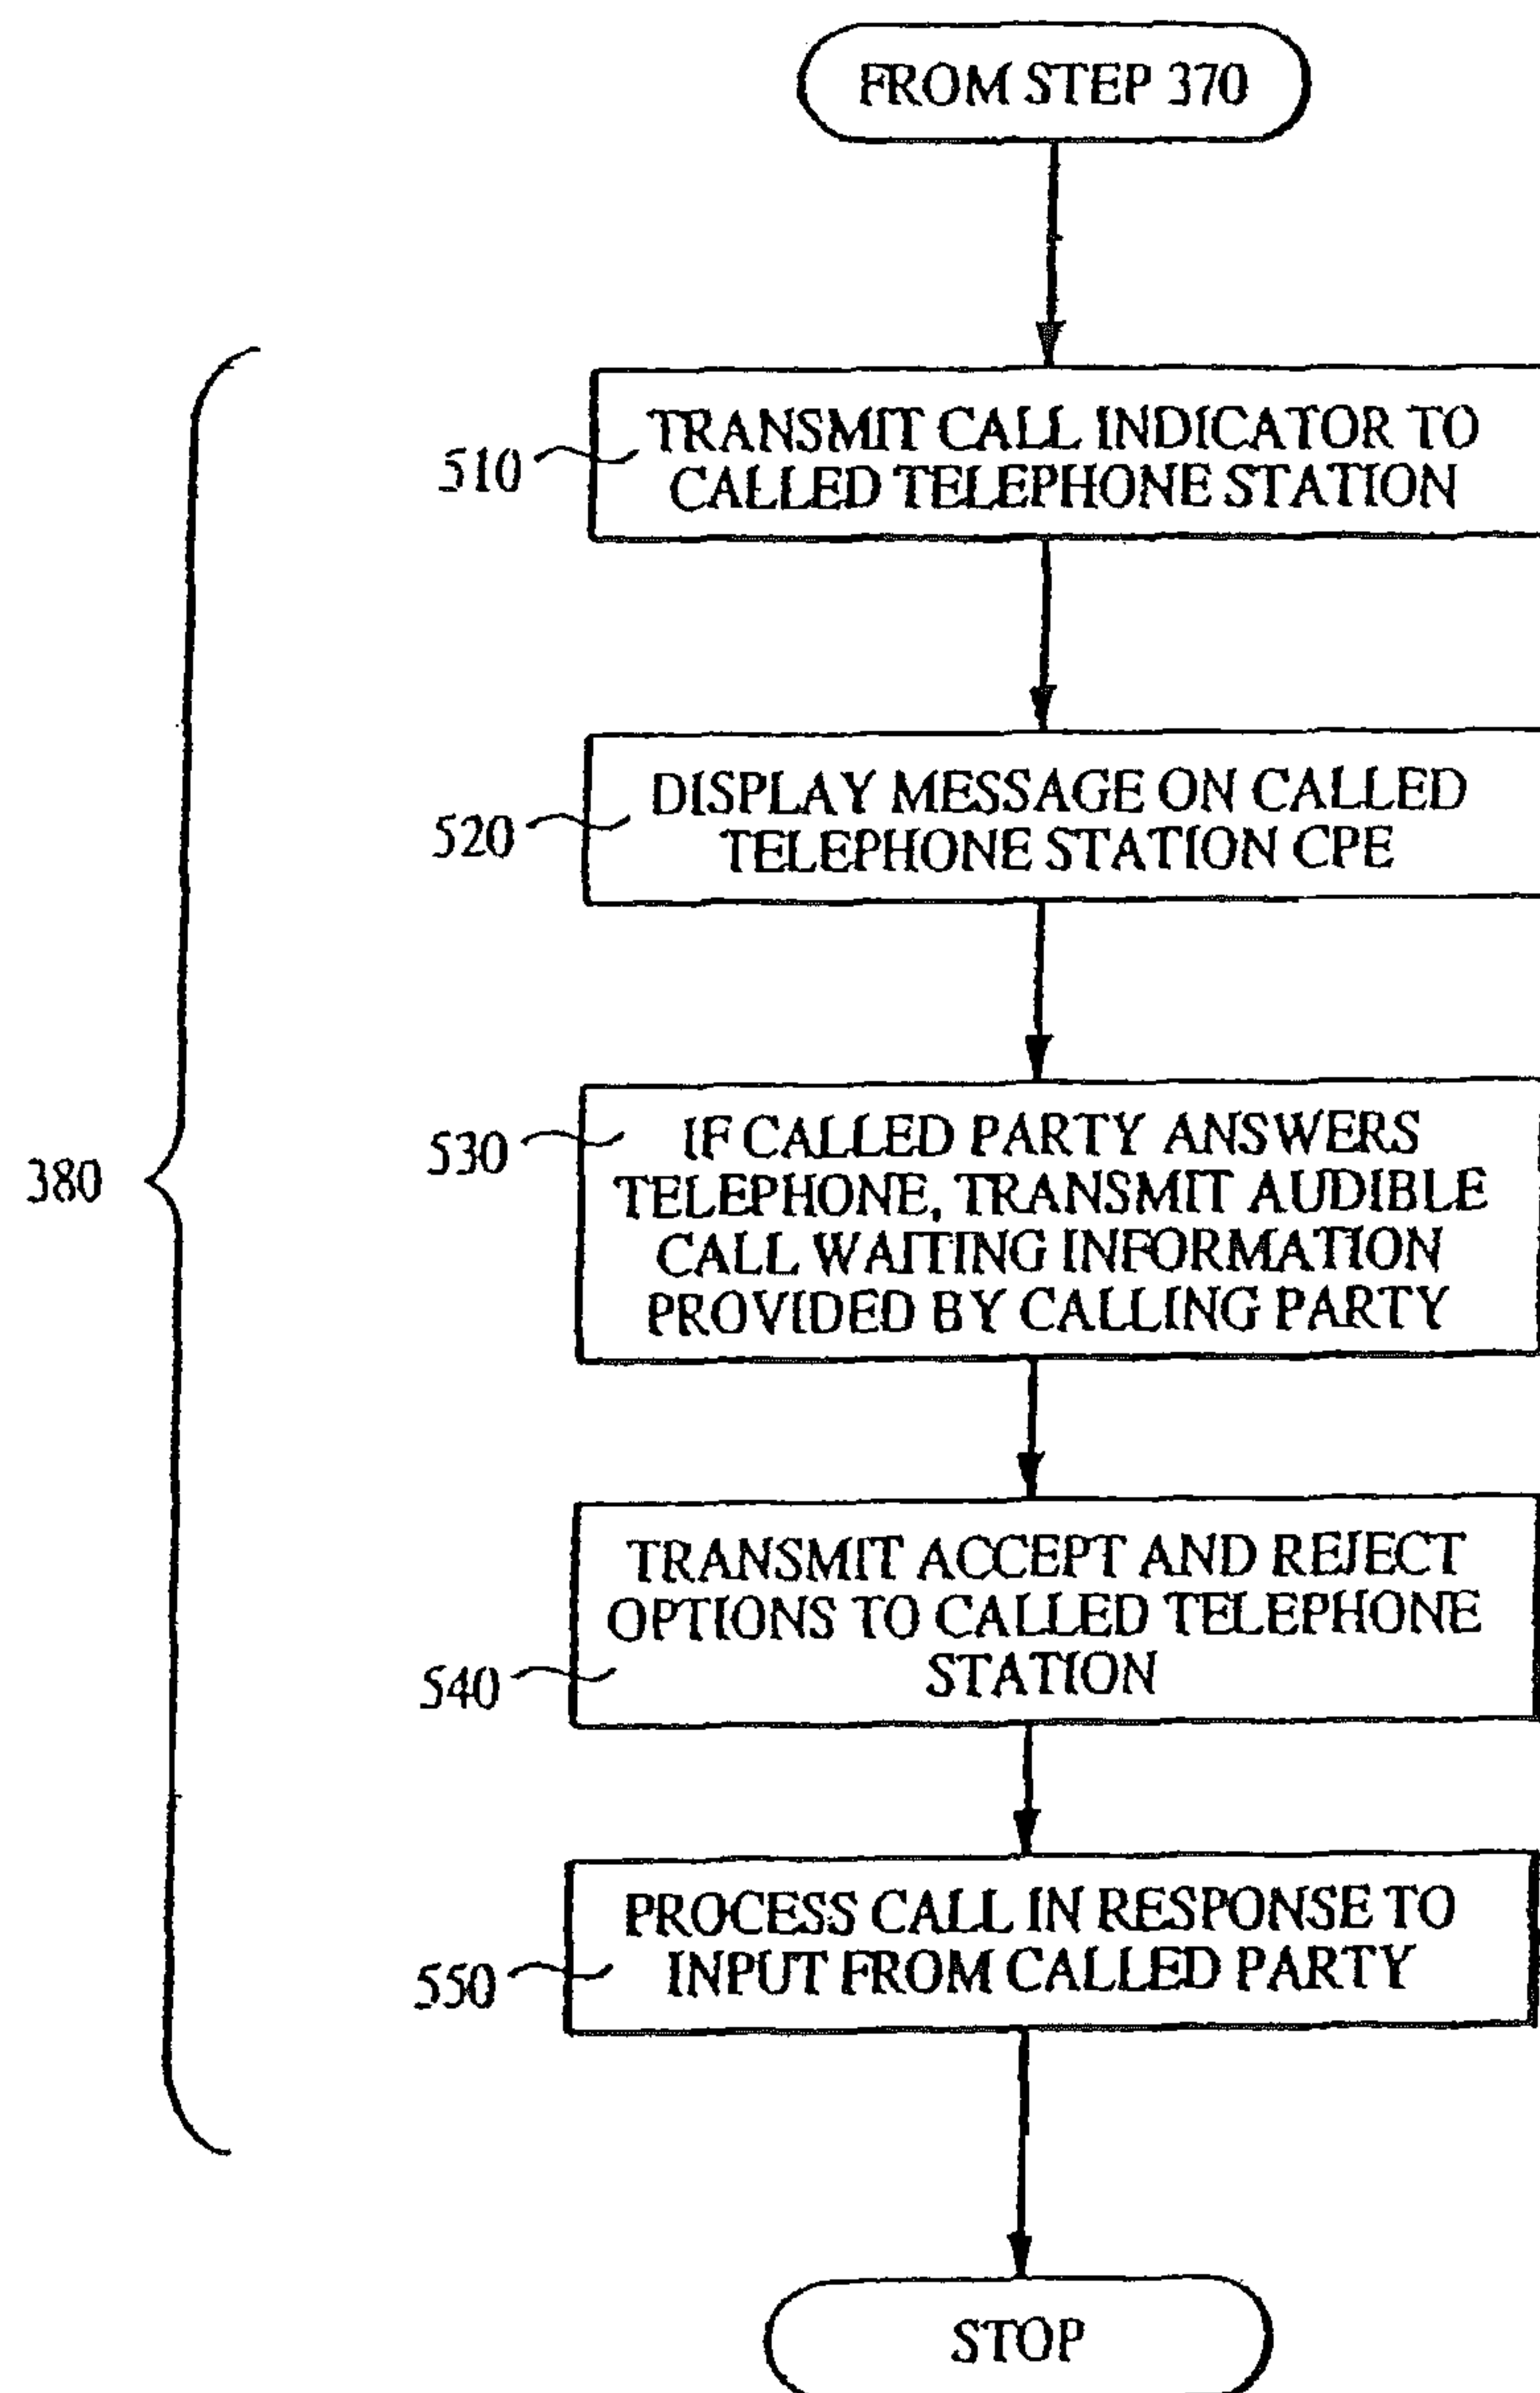 FROM STEP 370
510
TRANSMIT CALL INDICATOR TO
CALLED TELEPHONE STATION
520
DISPLAY MESSAGE ON CALLED
TELEPHONE STATION CPE
380
530
IF CALLED PARTY ANSWERS
TELEPHONE, TRANSMIT AUDIBLE
CALL WAITING INFORMATION
PROVIDED BY CALLING PARTY
540
TRANSMIT ACCEPT AND REJECT
OPTIONS TO CALLED TELEPHONE
STATION
550
PROCESS CALL IN RESPONSE TO
INPUT FROM CALLED PARTY
STOP